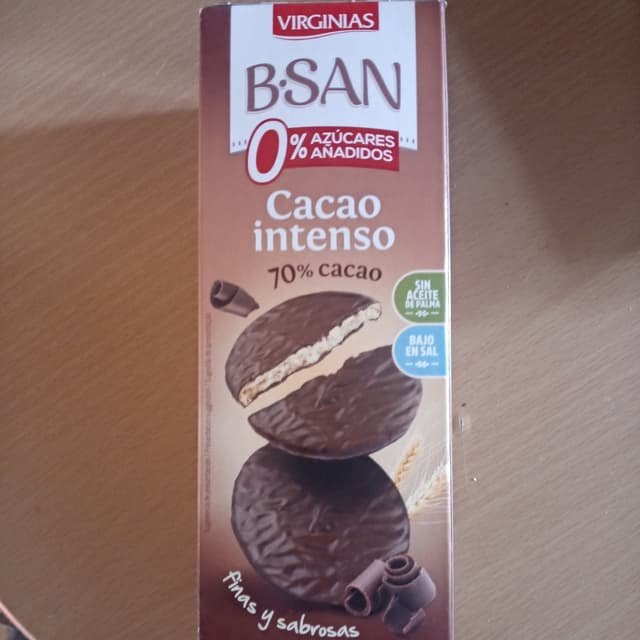 VIRGINIAS
B·SAN
0% AZÚCARES
AÑADIDOS
Cacao
intenso
70% cacao
SIN
ACEITE
DE PALMA
BAJO
EN SAL
finas y sabrosas